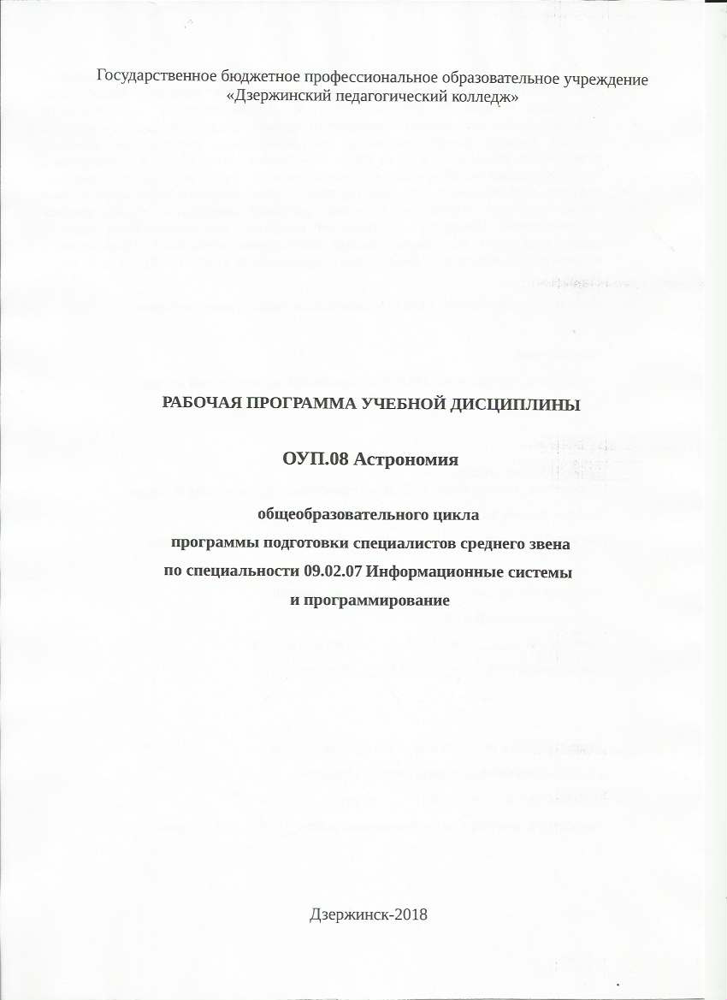 Государственное бюджетное профессиональное образовательное учреждение
«Дзержинский педагогический колледж»
РАБОЧАЯ ПРОГРАММА УЧЕБНОЙ ДИСЦИПЛИНЫ
ОУП.08 Астрономия
общеобразовательного цикла
программы подготовки специалистов среднего звена
по специальности 09.02.07 Информационные системы
и программирование
Дзержинск-2018